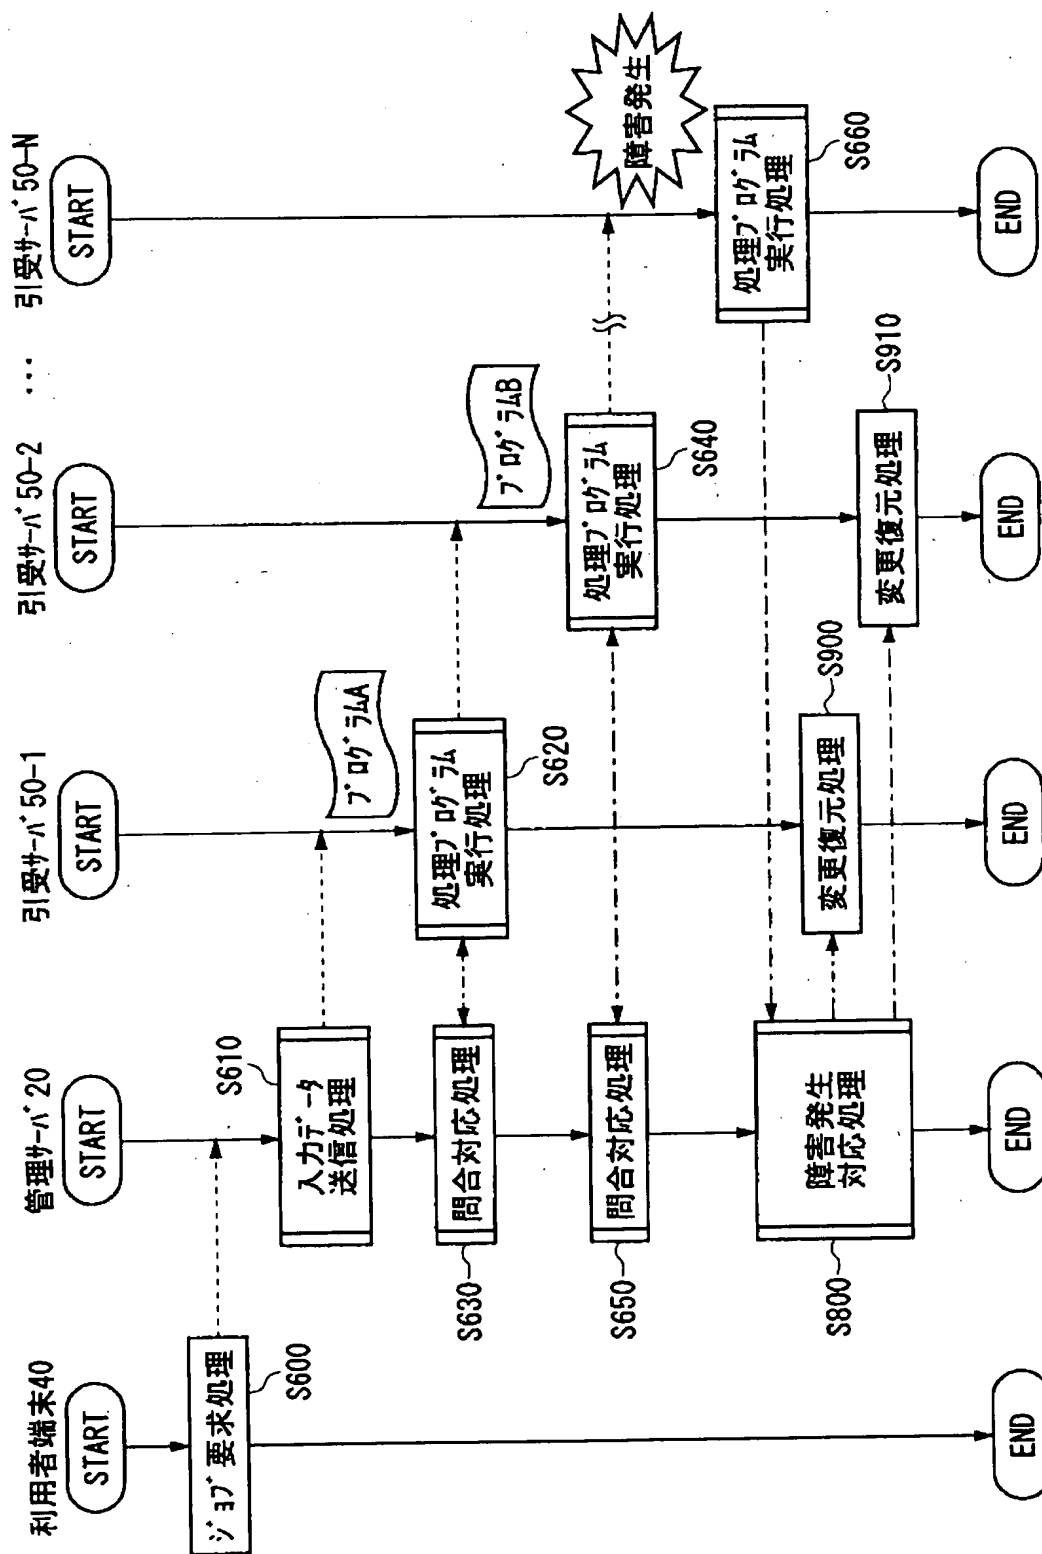 利用者端末40
管理サーバ20
引受サーバ50-1
引受サーバ50-2
...
引受サーバ50-N
START
START
START
START
START
ジョブ要求処理
S600
入力データ
送信処理
S610
プログラムA
処理プログラム
実行処理
S620
問合対応処理
S630
プログラムB
処理プログラム
実行処理
S640
問合対応処理
S650
障害発生
処理プログラム
実行処理
S660
障害発生
対応処理
S800
変更復元処理
S900
変更復元処理
S910
END
END
END
END
END